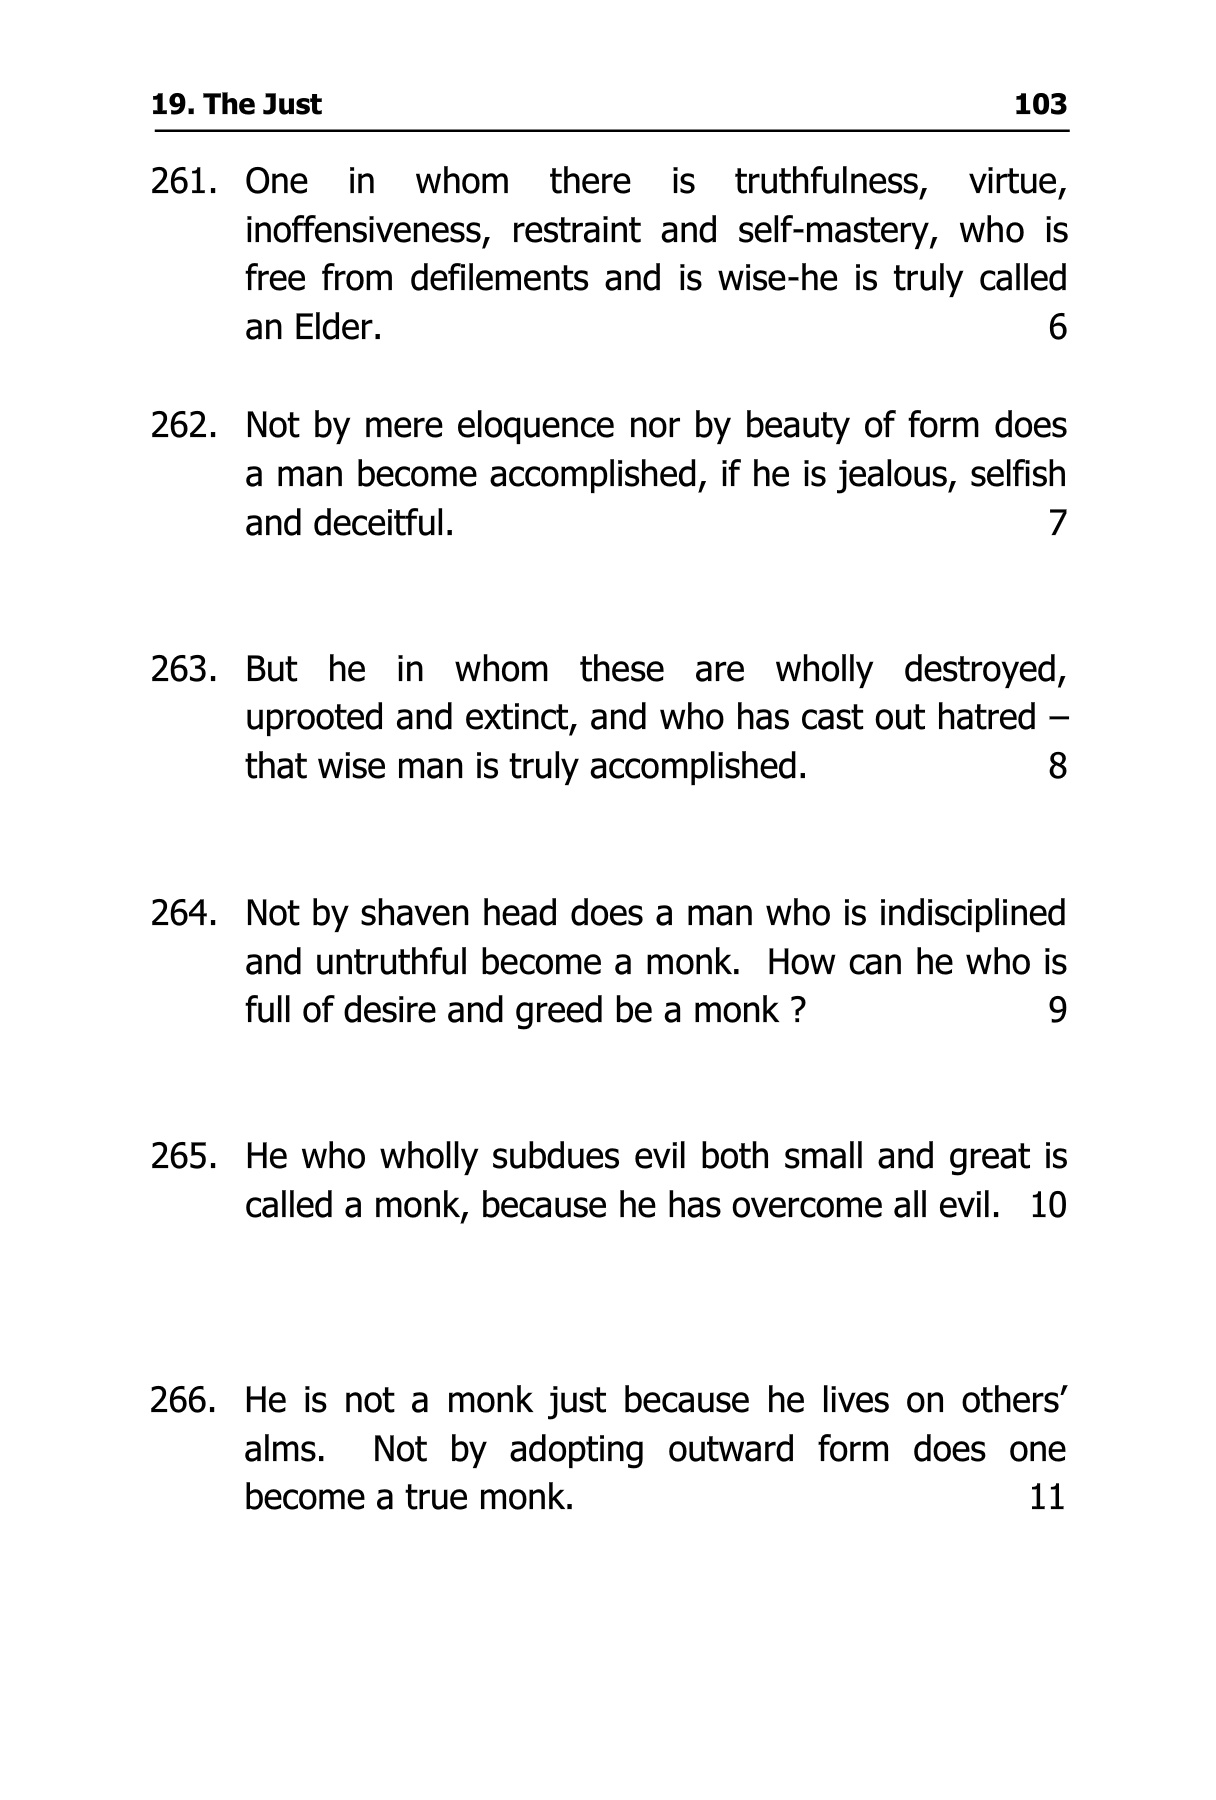 19. The Just 103
261. One in whom there is truthfulness, virtue,
inoffensiveness, restraint and self-mastery, who is
free from defilements and is wise-he is truly called
an Elder. 6
262. Not by mere eloquence nor by beauty of form does
a man become accomplished, if he is jealous, selfish
and deceitful. 7
263. But he in whom these are wholly destroyed,
uprooted and extinct, and who has cast out hatred –
that wise man is truly accomplished. 8
264. Not by shaven head does a man who is indisciplined
and untruthful become a monk.  How can he who is
full of desire and greed be a monk ? 9
265. He who wholly subdues evil both small and great is
called a monk, because he has overcome all evil. 10
266. He is not a monk just because he lives on others’
alms.  Not by adopting outward form does one
become a true monk. 11